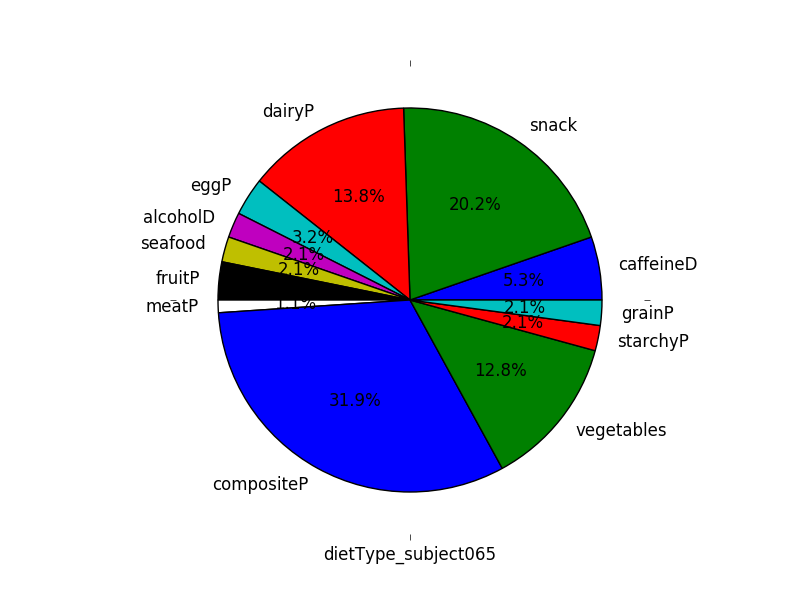 dairyP
snack
13.8%
20.2%
eggP
alcoholD
seafood
3.2%
2.1%
2.1%
fruitP
meatP
1.1%
caffeineD
5.3%
2.1%
grainP
2.1%
starchyP
12.8%
31.9%
vegetables
compositeP
dietType_subject065